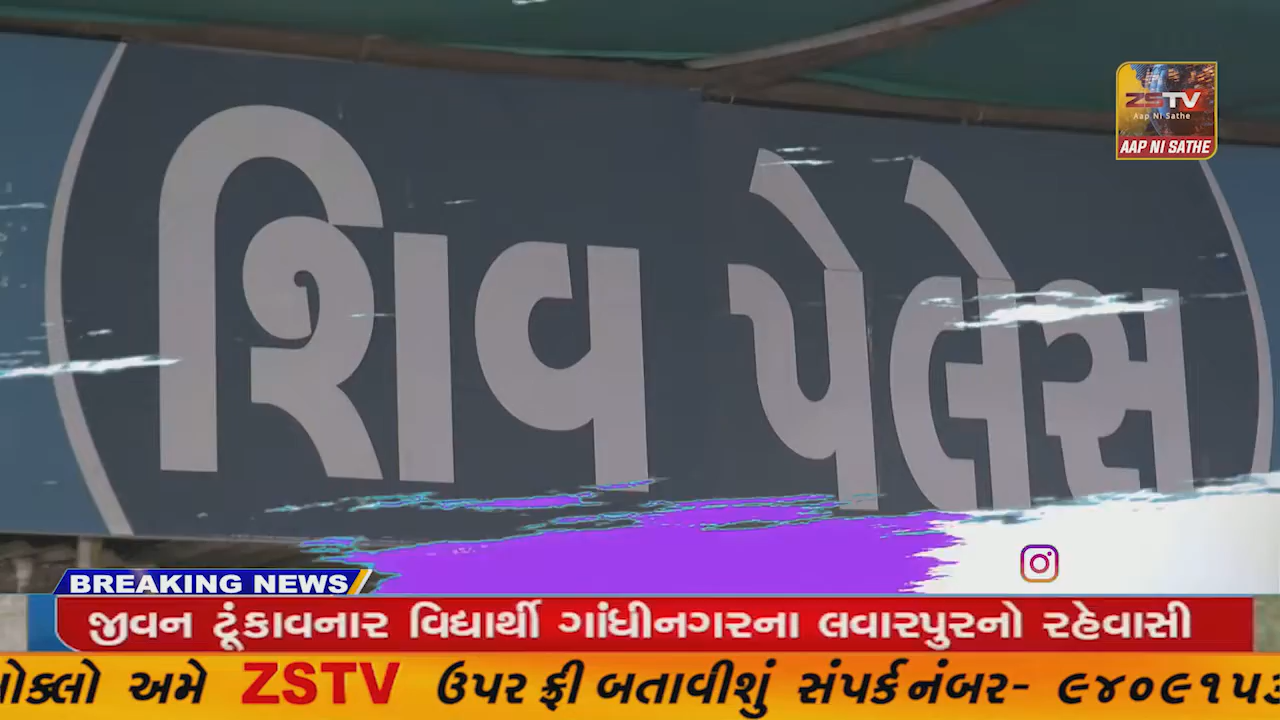 શિવ પેલેસ
ZSTV
Aap Ni Sathe
AAP NI SATHE
BREAKING NEWS
જીવન ટૂંકાવનાર વિદ્યાર્થી ગાંધીનગરના લવારપુરનો રહેવાસી
અમે ZSTV ઉપર ફ્રી બતાવીશું સંપર્ક નંબર-